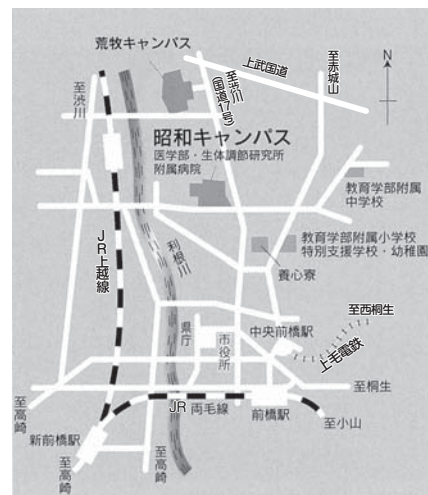 荒牧キャンパス
至渋川
(国道17号)
至渋川
上武国道
至赤城山
N
昭和キャンパス
医学部・生体調節研究所
附属病院
教育学部附属
中学校
JR上越線
利根川
教育学部附属小学校
特別支援学校・幼稚園
養心寮
至西桐生
県庁
市役所
中央前橋駅
上毛電鉄
至桐生
至高崎
JR 両毛線
前橋駅
至小山
新前橋駅
至高崎
至高崎